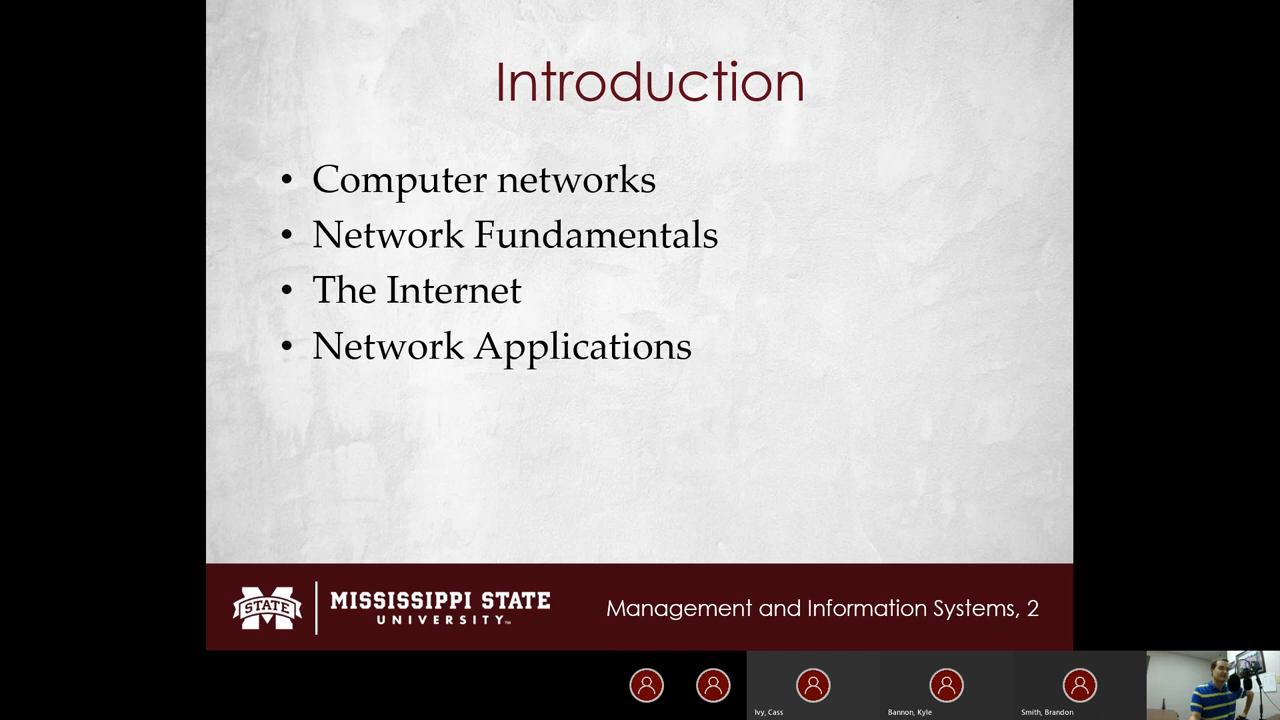 Introduction
• Computer networks
• Network Fundamentals
• The Internet
• Network Applications
STATE
MISSISSIPPI STATE
UNIVERSITY™
Management and Information Systems, 2
Ivy, Cass
Bannon, Kyle
Smith, Brandon